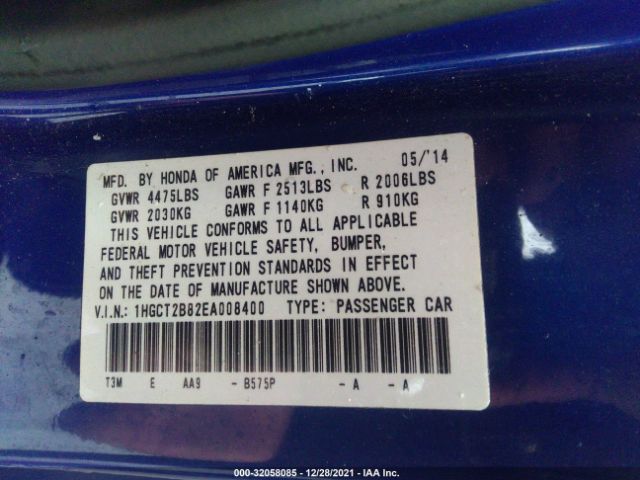 MFD. BY HONDA OF AMERICA MFG., INC. 05/'14
GVWR 4475LBS GAWR F 2513LBS R 2006LBS
GVWR 2030KG GAWR F 1140KG R 910KG
THIS VEHICLE CONFORMS TO ALL APPLICABLE
FEDERAL MOTOR VEHICLE SAFETY, BUMPER,
AND THEFT PREVENTION STANDARDS IN EFFECT
ON THE DATE OF MANUFACTURE SHOWN ABOVE.
V.I.N.: 1HGCT2B82EA008400 TYPE: PASSENGER CAR
T3M E AA9 - B575P - A - A
000-32058085 - 12/28/2021 - IAA Inc.